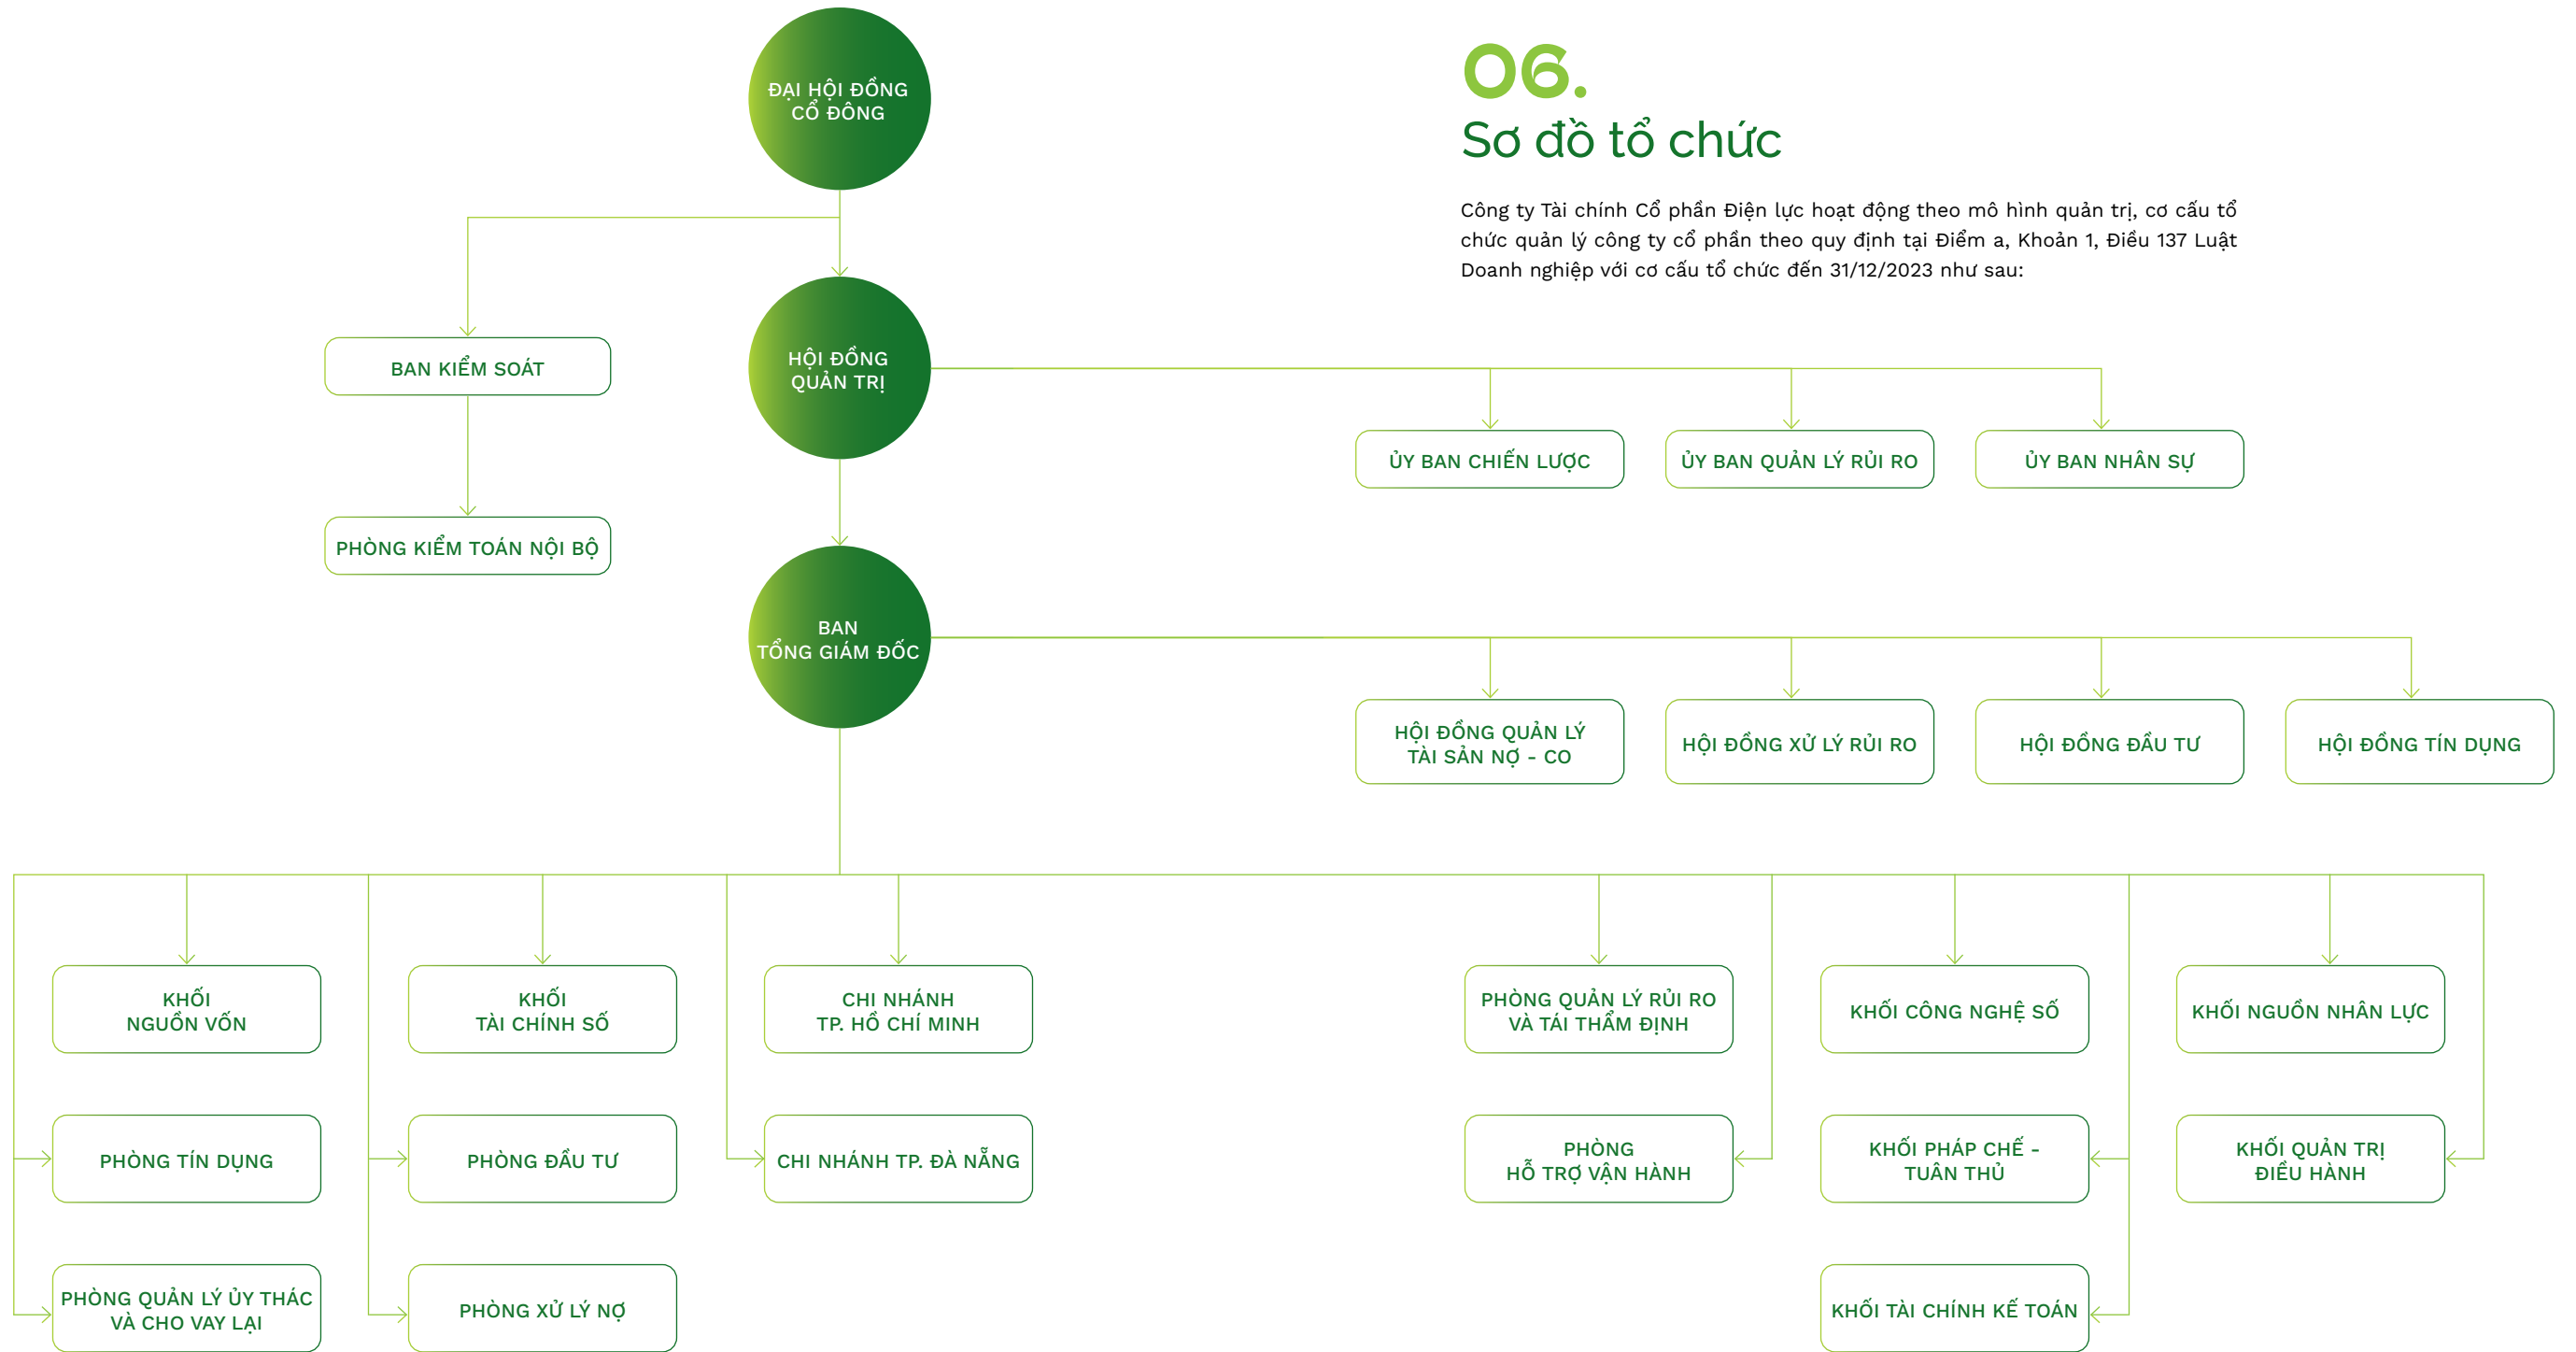 ĐẠI HỘI ĐỒNG
CỔ ĐÔNG
06.
Sơ đồ tổ chức
Công ty Tài chính Cổ phần Điện lực hoạt động theo mô hình quản trị, cơ cấu tổ
chức quản lý công ty cổ phần theo quy định tại Điểm a, Khoản 1, Điều 137 Luật
Doanh nghiệp với cơ cấu tổ chức đến 31/12/2023 như sau:
BAN KIỂM SOÁT
HỘI ĐỒNG
QUẢN TRỊ
ỦY BAN CHIẾN LƯỢC
ỦY BAN QUẢN LÝ RỦI RO
ỦY BAN NHÂN SỰ
PHÒNG KIỂM TOÁN NỘI BỘ
BAN
TỔNG GIÁM ĐỐC
HỘI ĐỒNG QUẢN LÝ
TÀI SẢN NỢ - CO
HỘI ĐỒNG XỬ LÝ RỦI RO
HỘI ĐỒNG ĐẦU TƯ
HỘI ĐỒNG TÍN DỤNG
KHỐI
NGUỒN VỐN
KHỐI
TÀI CHÍNH SỐ
CHI NHÁNH
TP. HỒ CHÍ MINH
PHÒNG QUẢN LÝ RỦI RO
VÀ TÁI THẨM ĐỊNH
KHỐI CÔNG NGHỆ SỐ
KHỐI NGUỒN NHÂN LỰC
PHÒNG TÍN DỤNG
PHÒNG ĐẦU TƯ
CHI NHÁNH TP. ĐÀ NẴNG
PHÒNG
HỖ TRỢ VẬN HÀNH
KHỐI PHÁP CHẾ -
TUÂN THỦ
KHỐI QUẢN TRỊ
ĐIỀU HÀNH
PHÒNG QUẢN LÝ ỦY THÁC
VÀ CHO VAY LẠI
PHÒNG XỬ LÝ NỢ
KHỐI TÀI CHÍNH KẾ TOÁN